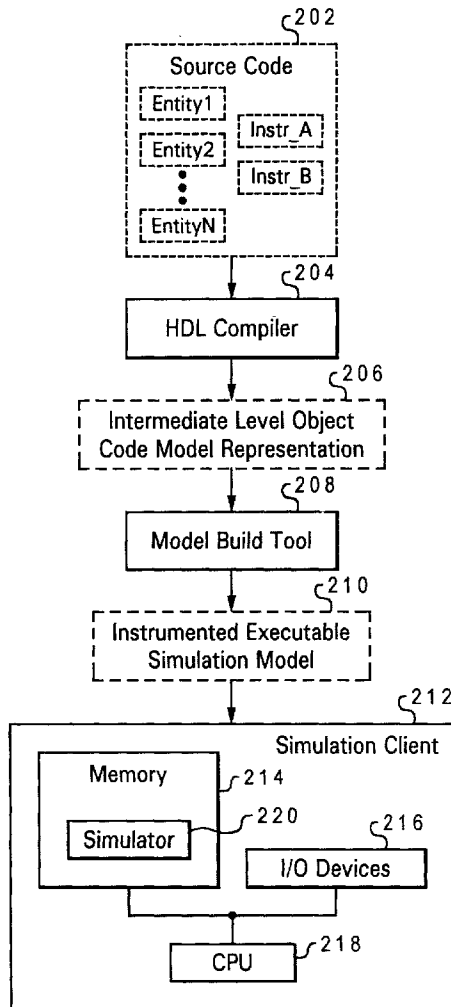 202
Source Code
Entity1
Instr_A
Entity2
Instr_B
EntityN
204
HDL Compiler
206
Intermediate Level Object
Code Model Representation
208
Model Build Tool
210
Instrumented Executable
Simulation Model
212
Simulation Client
Memory
214
220
Simulator
216
I/O Devices
218
CPU